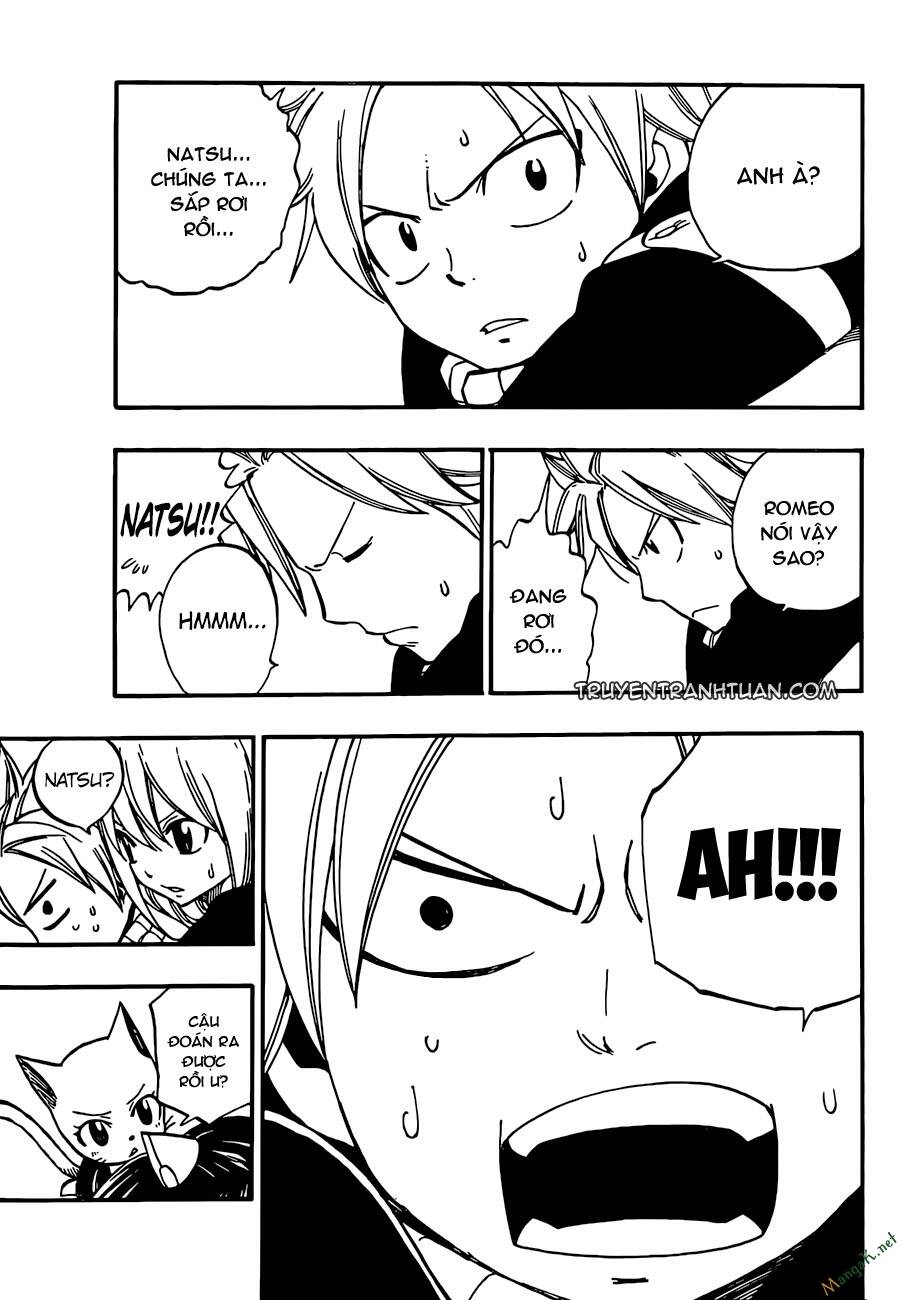 ANH À?
NATSU...
CHÚNG TA...
SẮP RƠI
RỒI...
ROMEO
NÓI VẬY
SAO?
ĐANG
RƠI
ĐÓ...
NATSU!!
HMMM...
TRUYENTRANHTUAN.COM
AH!!!
NATSU?
CẬU
ĐOÁN RA
ĐƯỢC
RỒI Ư?
MangaK.net